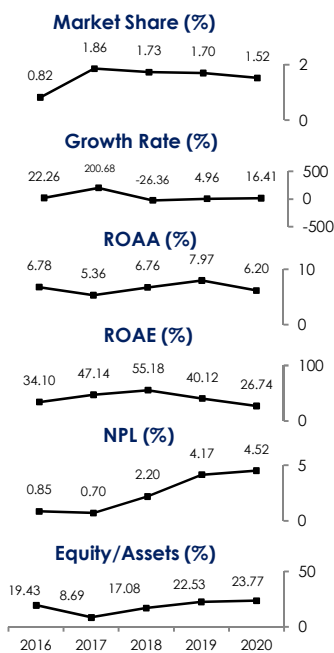 Market Share (%)
0.82 1.86 1.73 1.70 1.52
2
0
Growth Rate (%)
22.26 200.68 -26.36 4.96 16.41
500
0
-500
ROAA (%)
6.78 5.36 6.76 7.97 6.20
10
0
ROAE (%)
34.10 47.14 55.18 40.12 26.74
100
0
NPL (%)
0.85 0.70 2.20 4.17 4.52
5
0
Equity/Assets (%)
19.43 8.69 17.08 22.53 23.77
50
0
2016 2017 2018 2019 2020